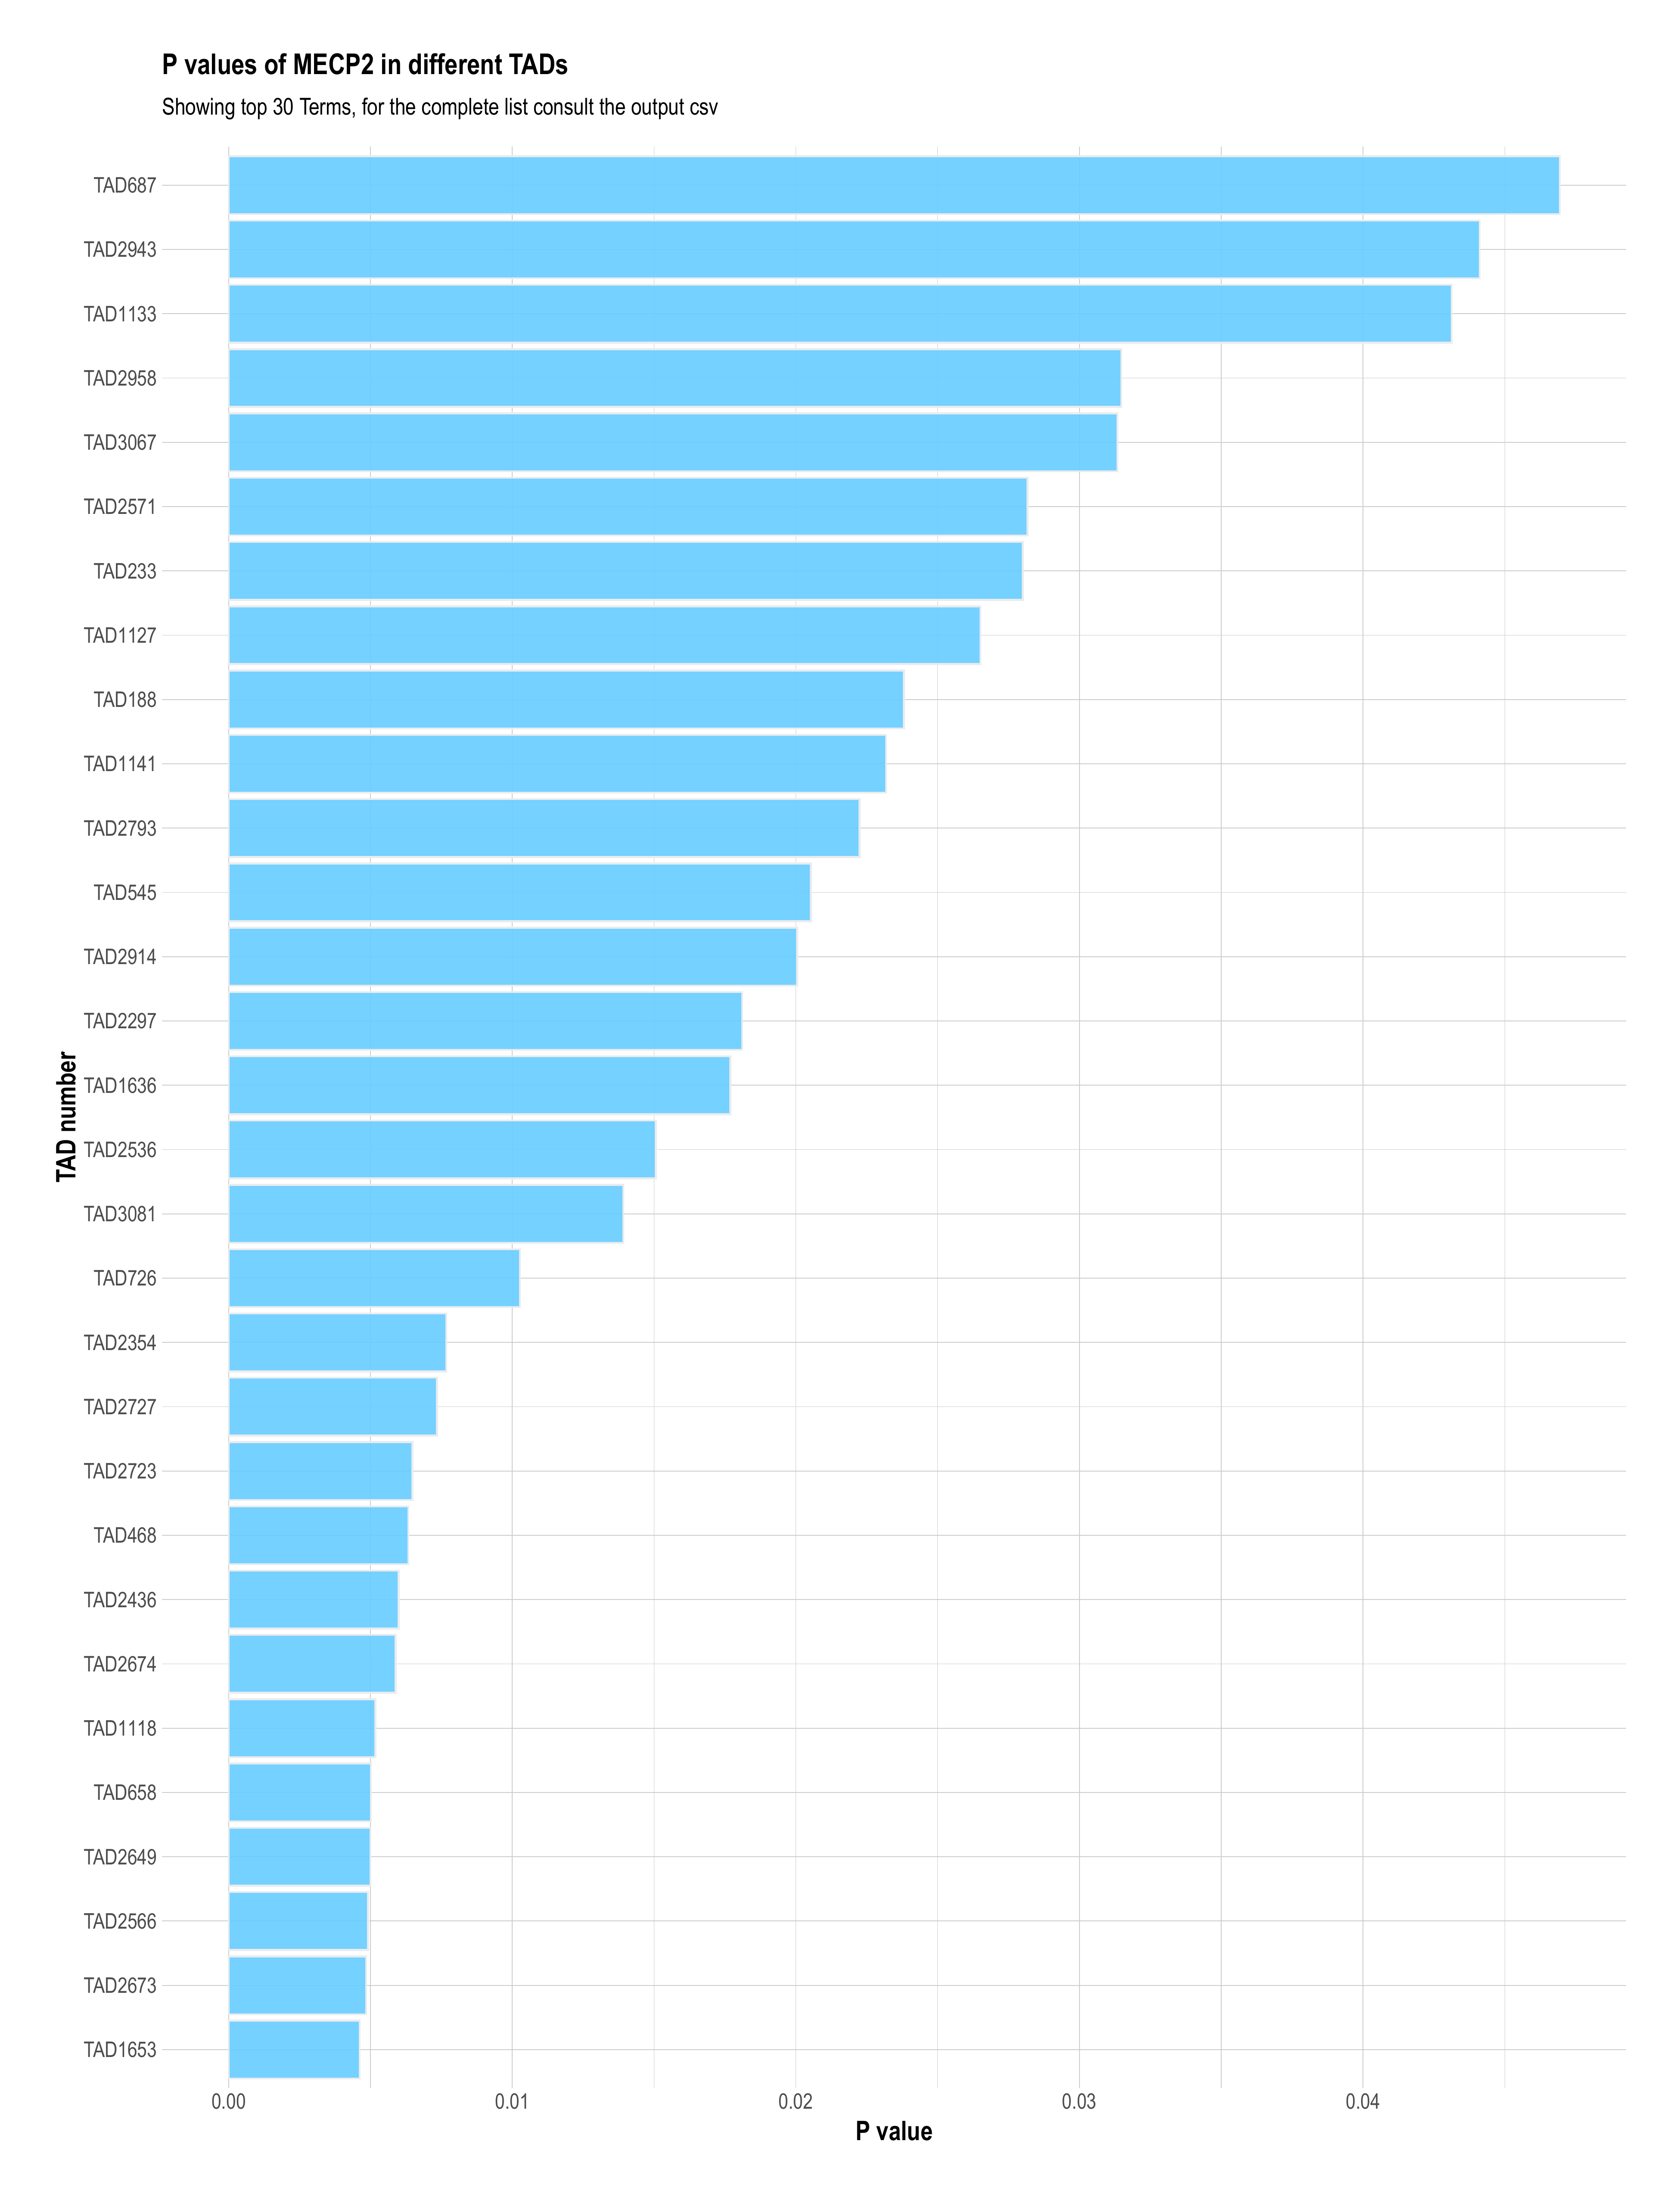 P values of MECP2 in different TADs
Showing top 30 Terms, for the complete list consult the output csv
TAD687
TAD2943
TAD1133
TAD2958
TAD3067
TAD2571
TAD233
TAD1127
TAD188
TAD1141
TAD2793
TAD545
TAD2914
TAD2297
TAD1636
TAD2536
TAD3081
TAD726
TAD2354
TAD2727
TAD2723
TAD468
TAD2436
TAD2674
TAD1118
TAD658
TAD2649
TAD2566
TAD2673
TAD1653
TAD number
0.00 0.01 0.02 0.03 0.04
P value